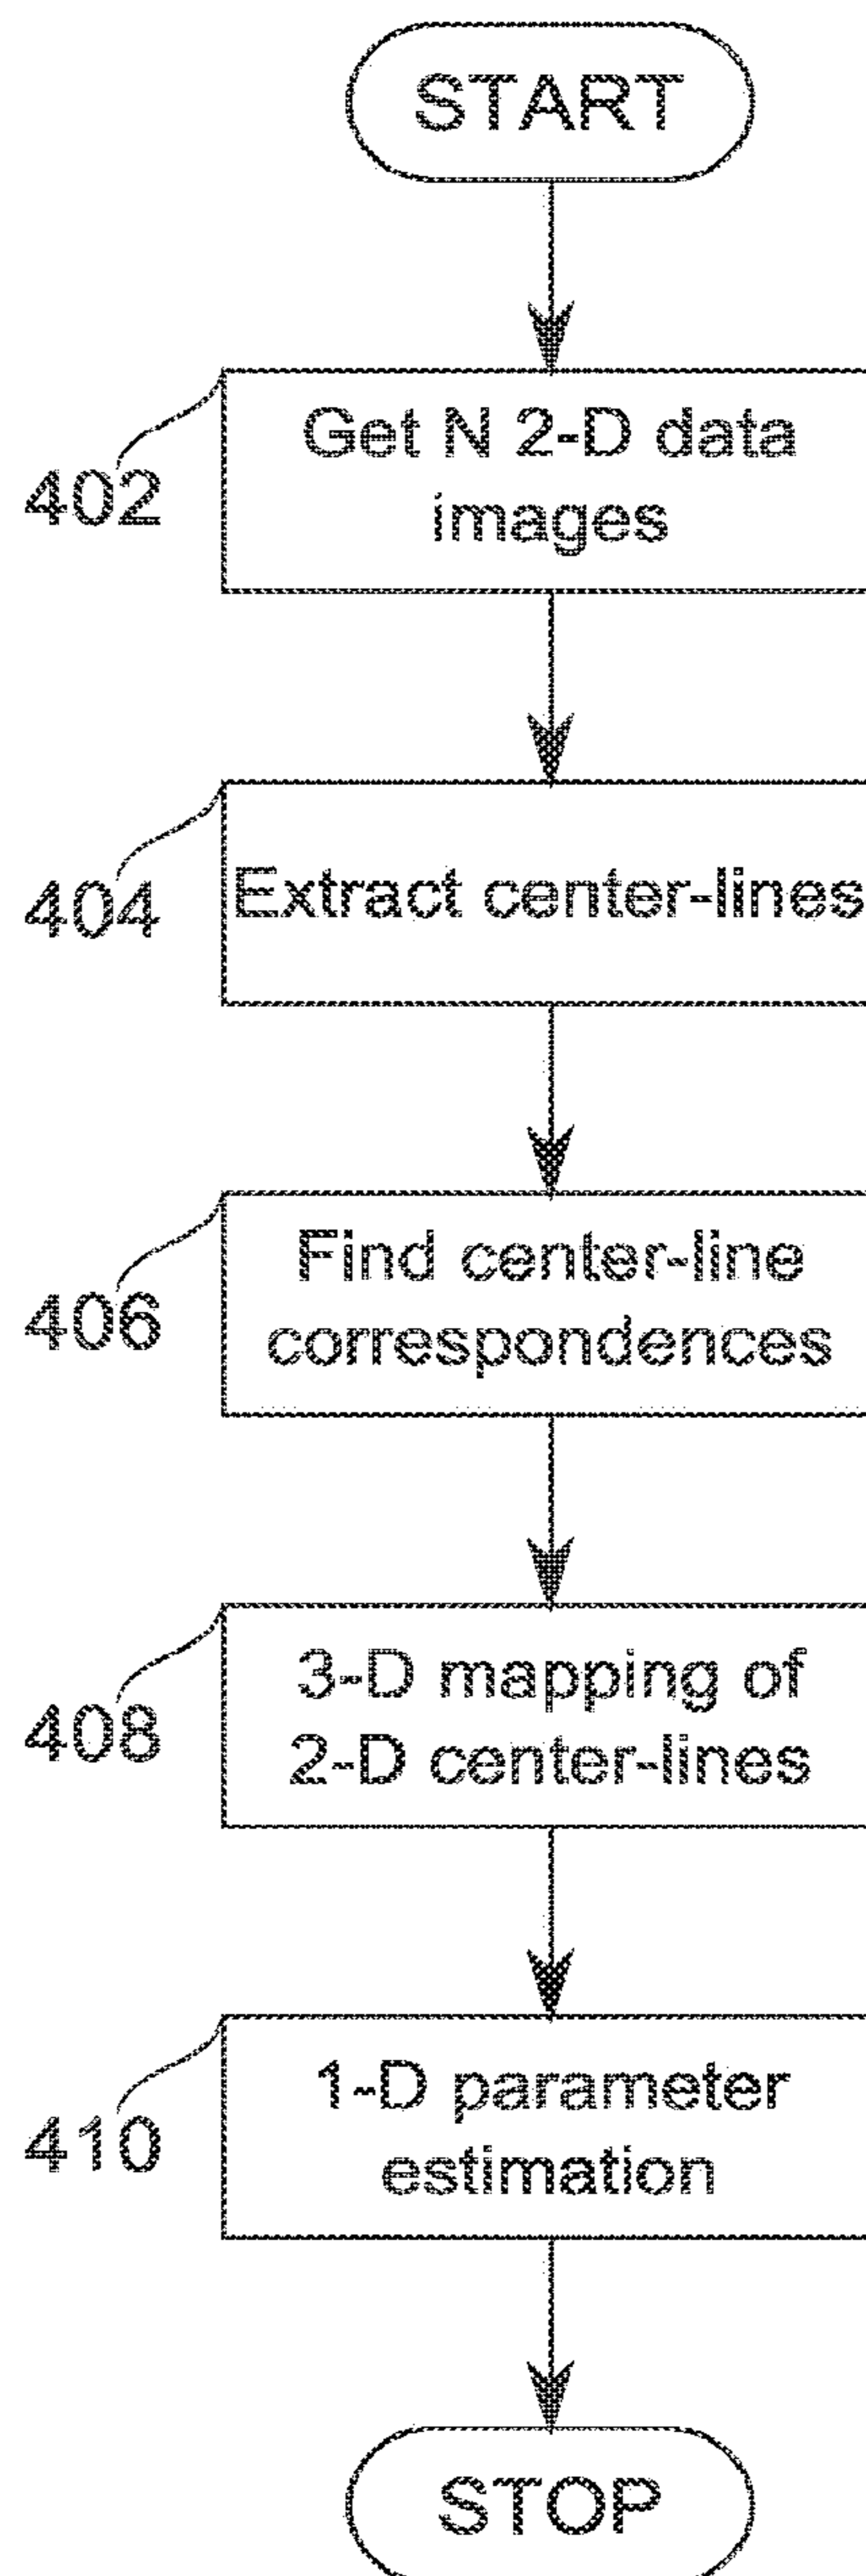 START
Get N 2-D data
images
402
Extract center-lines
404
Find center-line
correspondences
406
3-D mapping of
2-D center-lines
408
1-D parameter
estimation
410
STOP